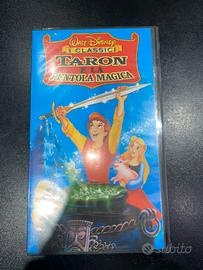 WALT DISNEY
I CLASSICI
TARON
E LA
PENTOLA MAGICA
subito